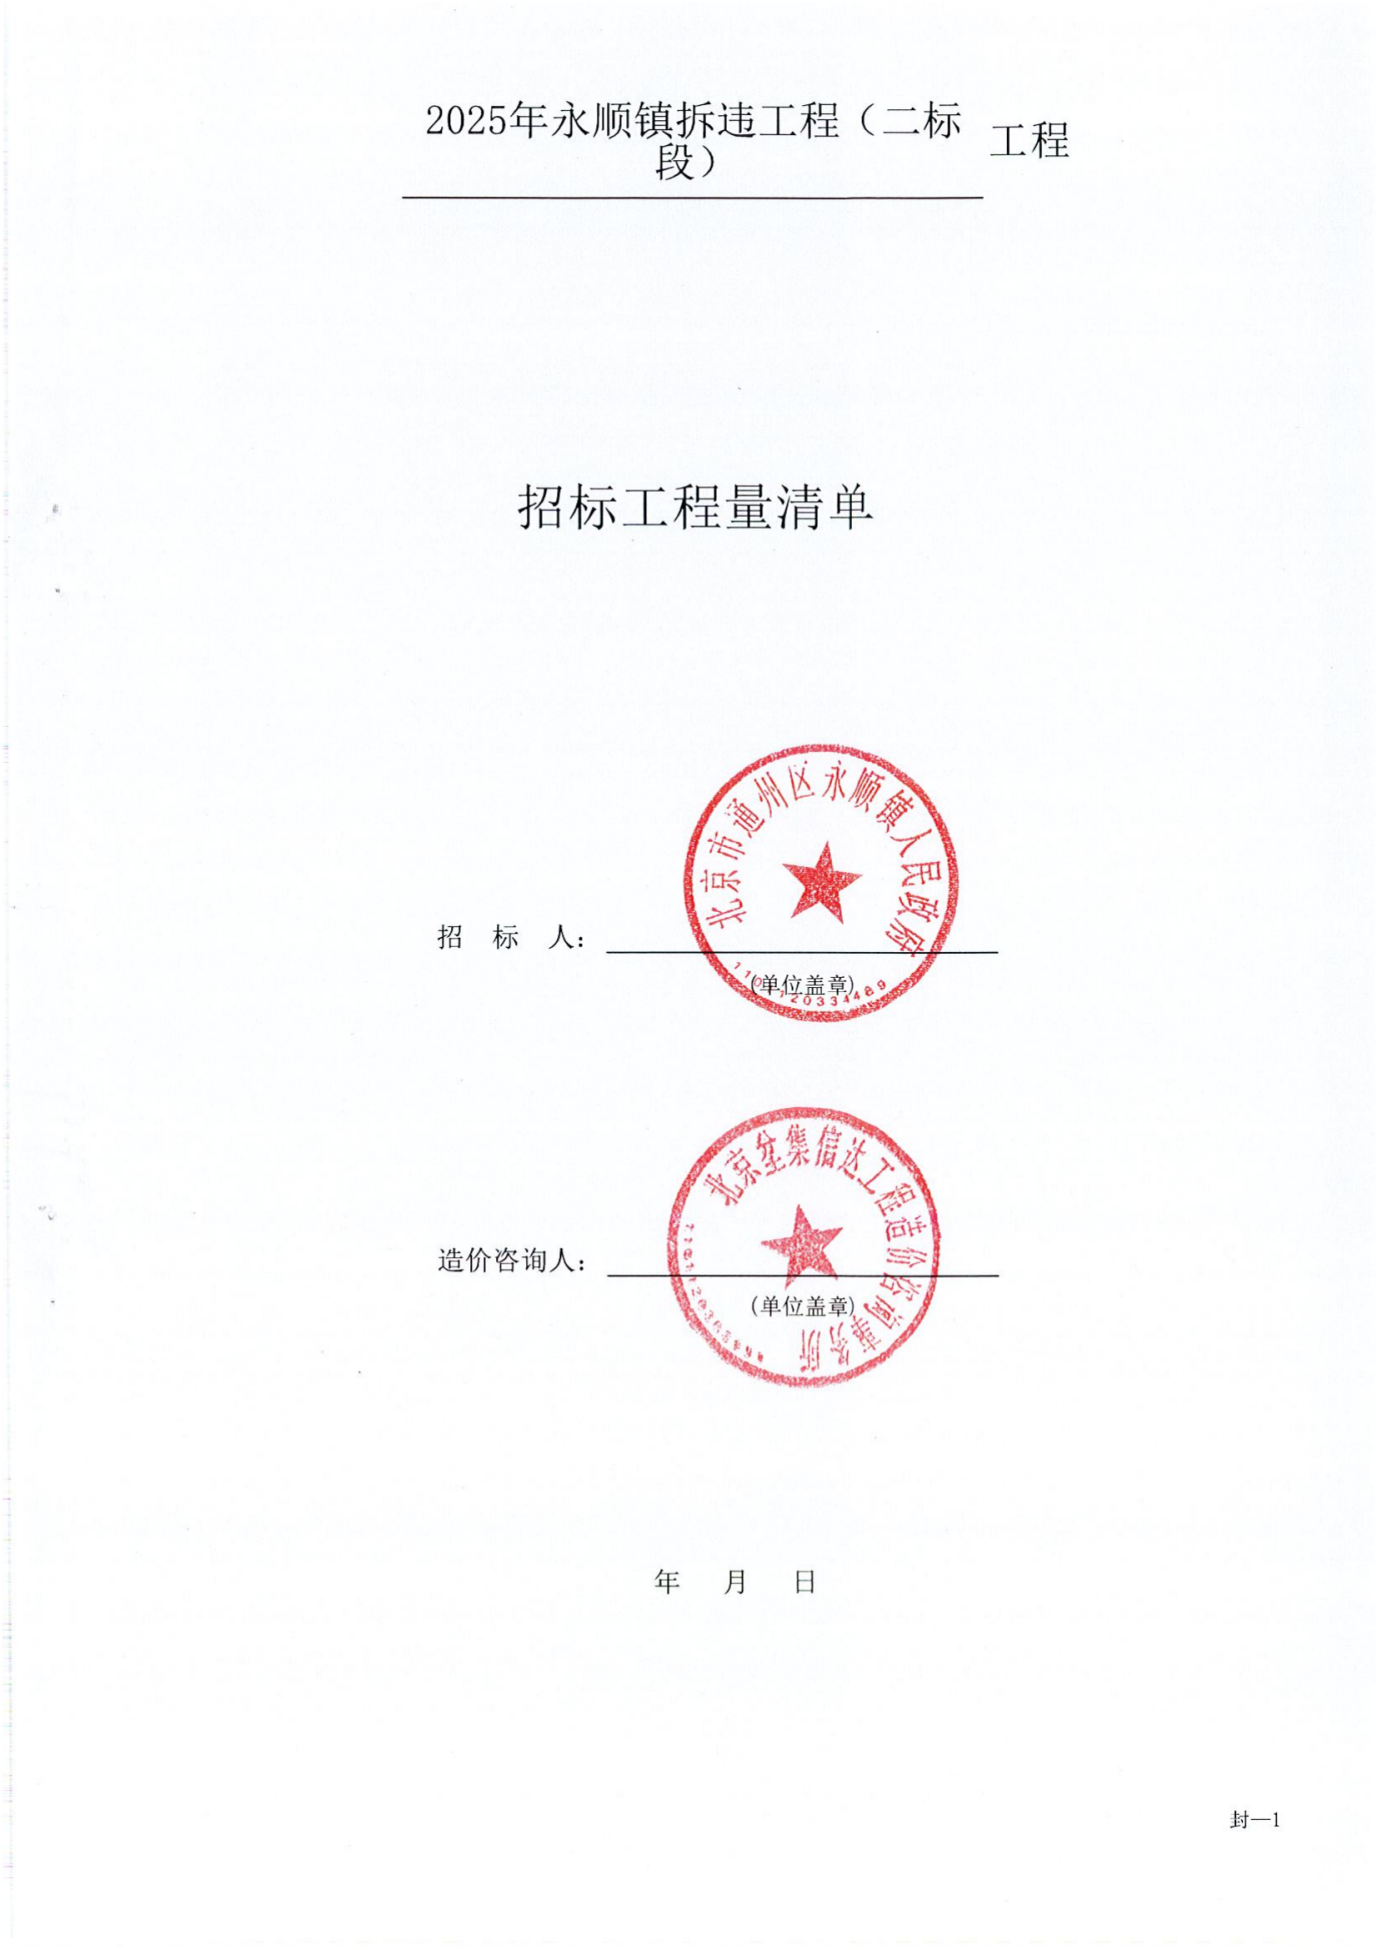 2025年永顺镇拆违工程（二标
段）
工程
招标工程量清单
北京市通州区永顺镇人民政府
招 标 人：
(单位盖章)
北京垒集信达工程造价咨询事务所
造价咨询人：
(单位盖章)
年 月 日
封—1